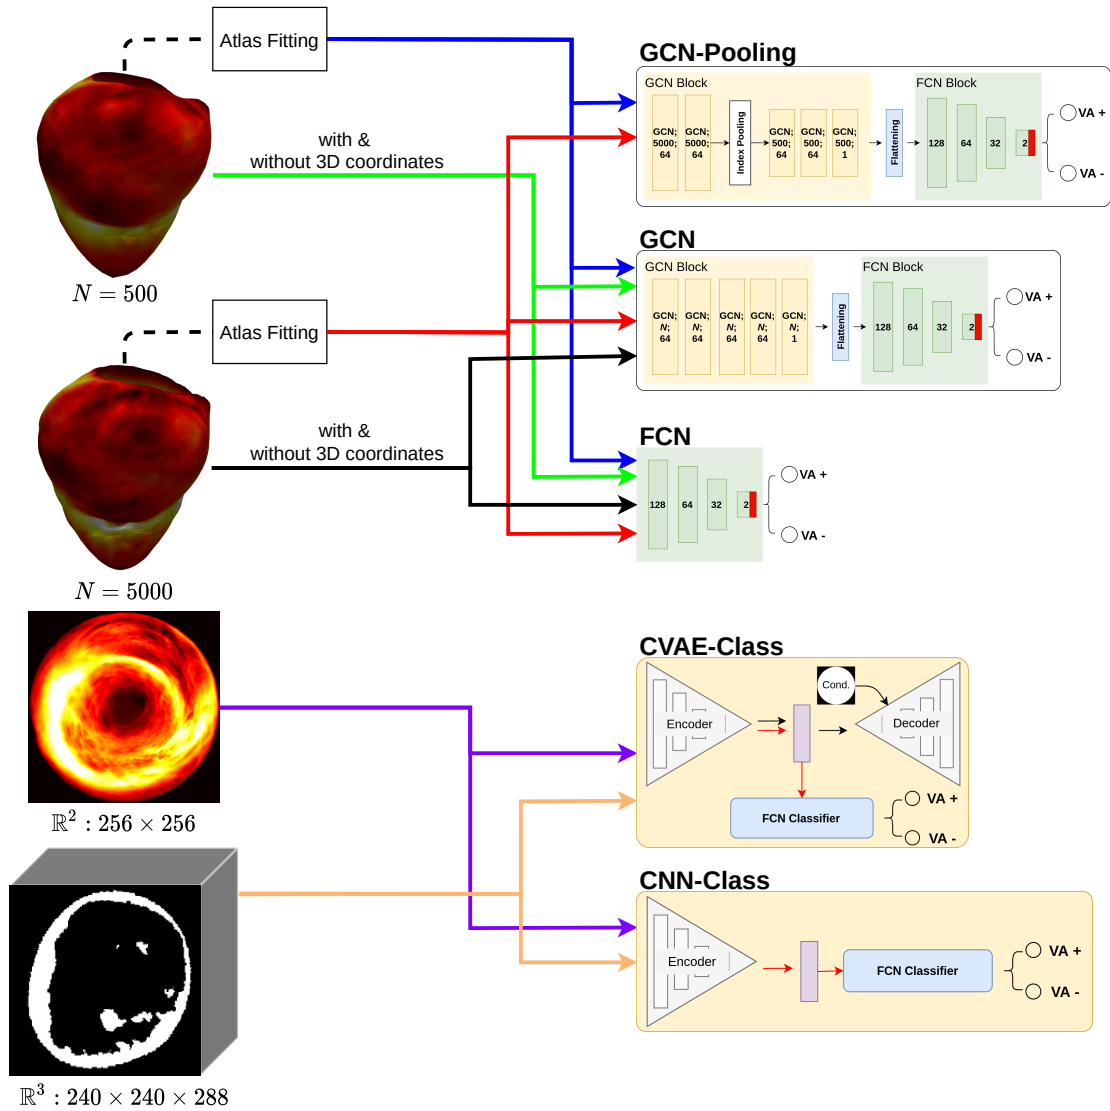 Atlas Fitting
with &
without 3D coordinates
N = 500
Atlas Fitting
with &
without 3D coordinates
N = 5000
ℝ² : 256 × 256
ℝ³ : 240 × 240 × 288
GCN-Pooling
GCN Block
GCN;
5000;
64
GCN;
5000;
64
Index Pooling
GCN;
500;
64
GCN;
500;
64
GCN;
500;
1
Flattening
FCN Block
128
64
32
2
VA +
VA -
GCN
GCN Block
GCN;
N;
64
GCN;
N;
64
GCN;
N;
64
GCN;
N;
64
GCN;
N;
1
Flattening
FCN Block
128
64
32
2
VA +
VA -
FCN
128
64
32
2
VA +
VA -
CVAE-Class
Encoder
Cond.
Decoder
FCN Classifier
VA +
VA -
CNN-Class
Encoder
FCN Classifier
VA +
VA -